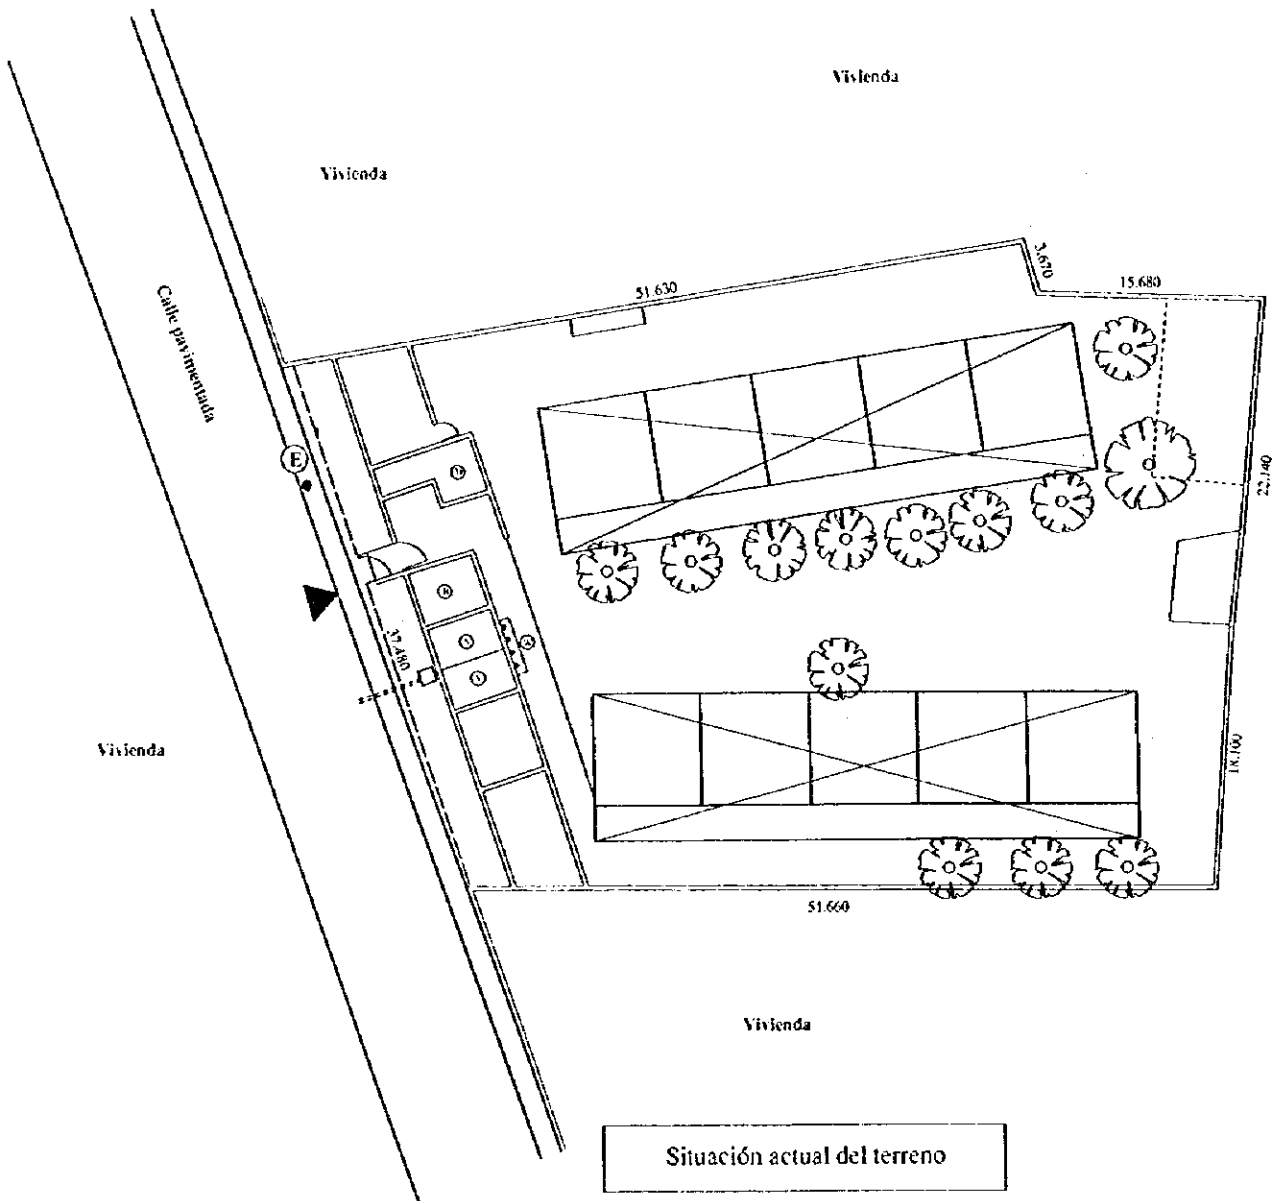 Vivienda
Vivienda
Calle pavimentada
51.630
3.670
15.680
E
22.140
37.480
Vivienda
18.100
51.660
Vivienda
Situación actual del terreno